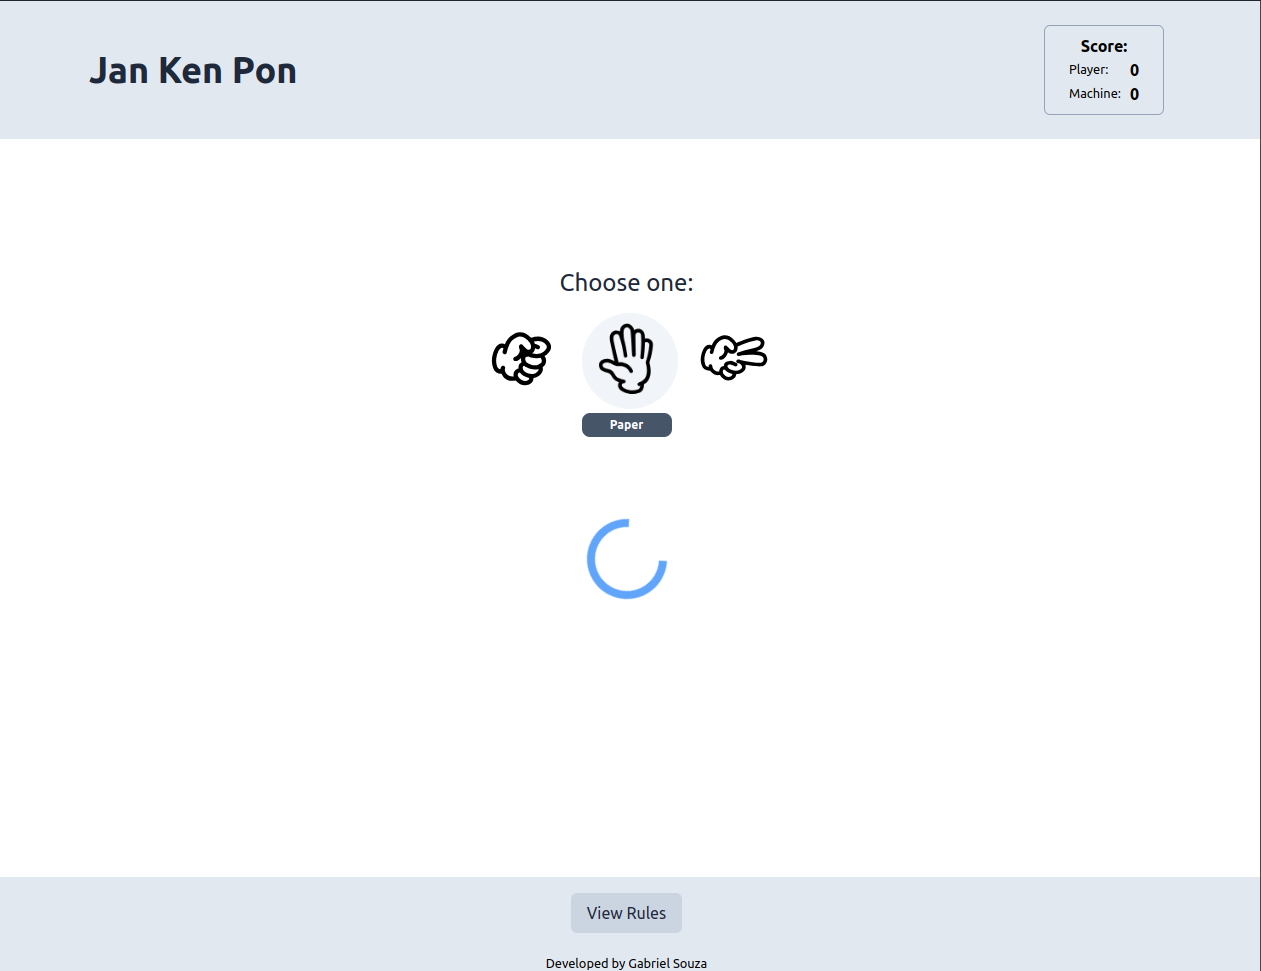 Jan Ken Pon
Score:
Player: 0
Machine: 0
Choose one:
Paper
View Rules
Developed by Gabriel Souza